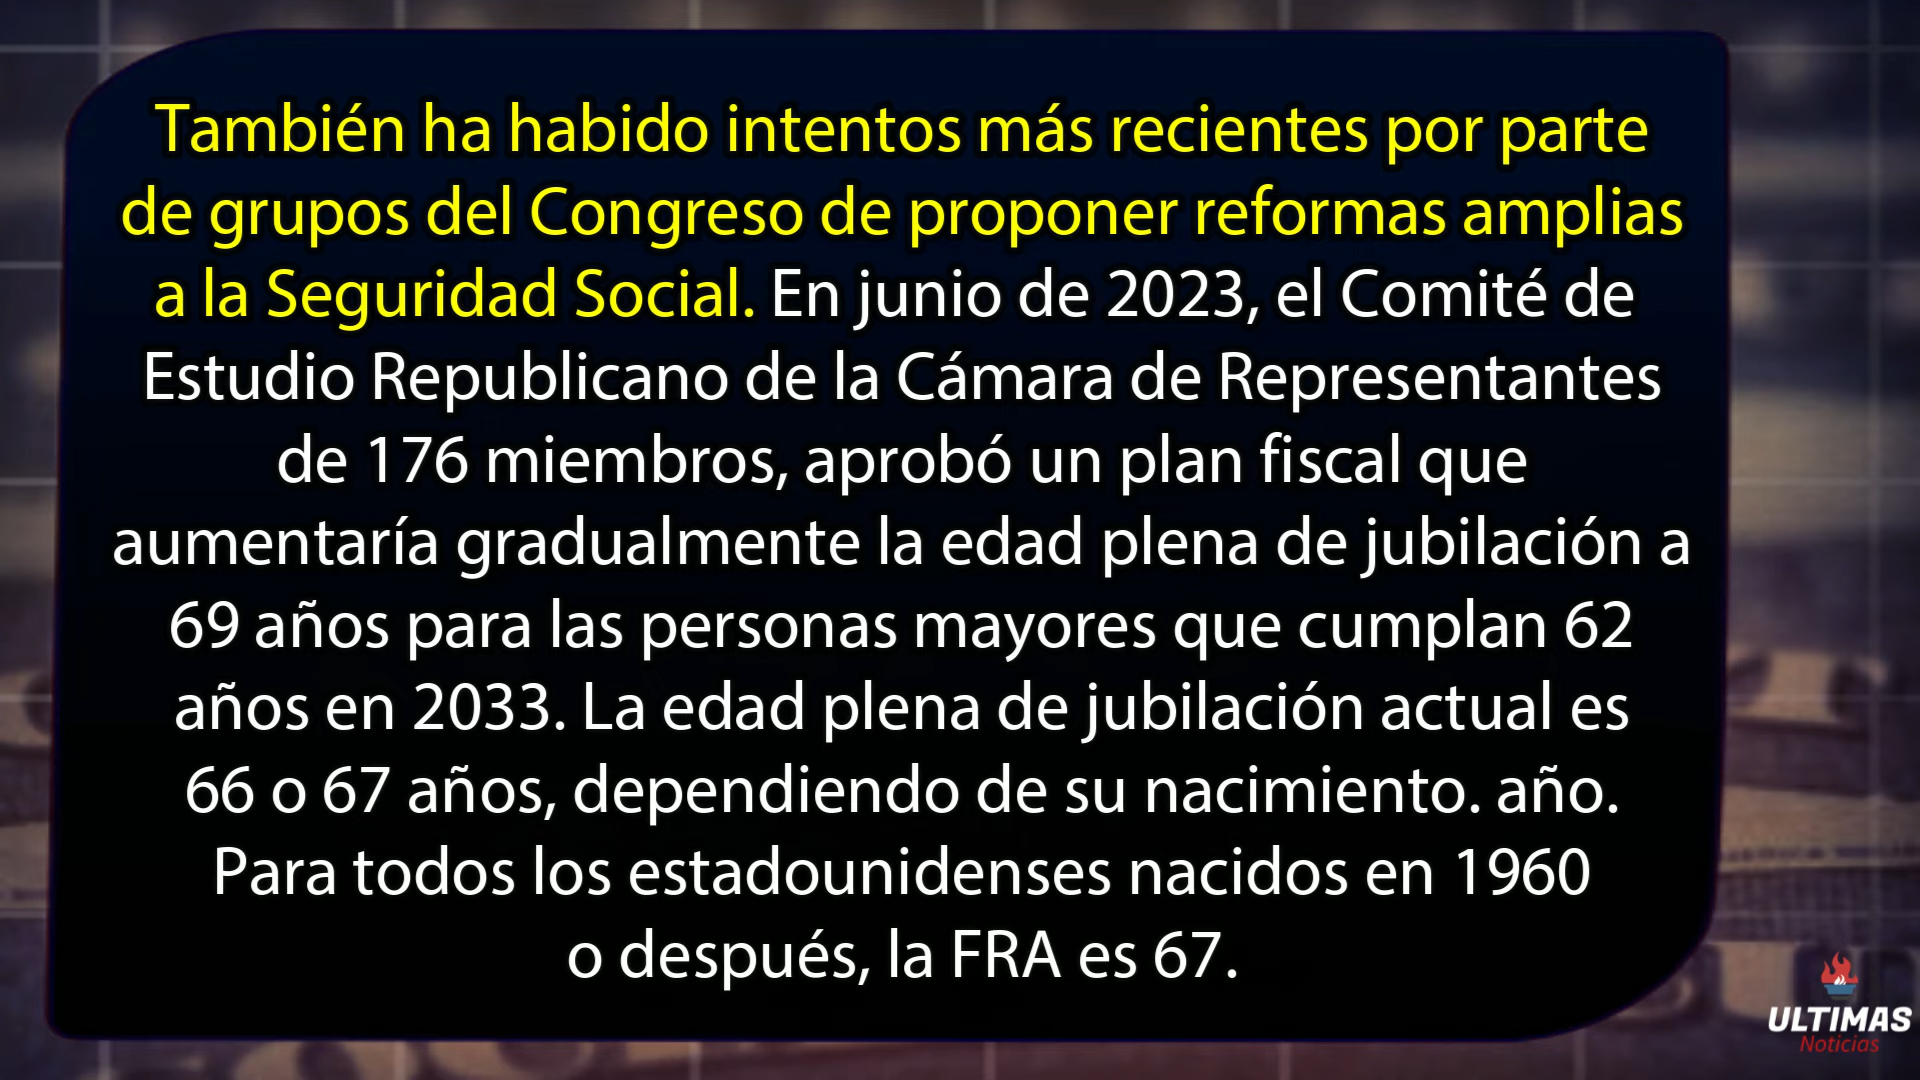 También ha habido intentos más recientes por parte
de grupos del Congreso de proponer reformas amplias
a la Seguridad Social. En junio de 2023, el Comité de
Estudio Republicano de la Cámara de Representantes
de 176 miembros, aprobó un plan fiscal que
aumentaría gradualmente la edad plena de jubilación a
69 años para las personas mayores que cumplan 62
años en 2033. La edad plena de jubilación actual es
66 o 67 años, dependiendo de su nacimiento. año.
Para todos los estadounidenses nacidos en 1960
o después, la FRA es 67.
ULTIMAS
Noticias